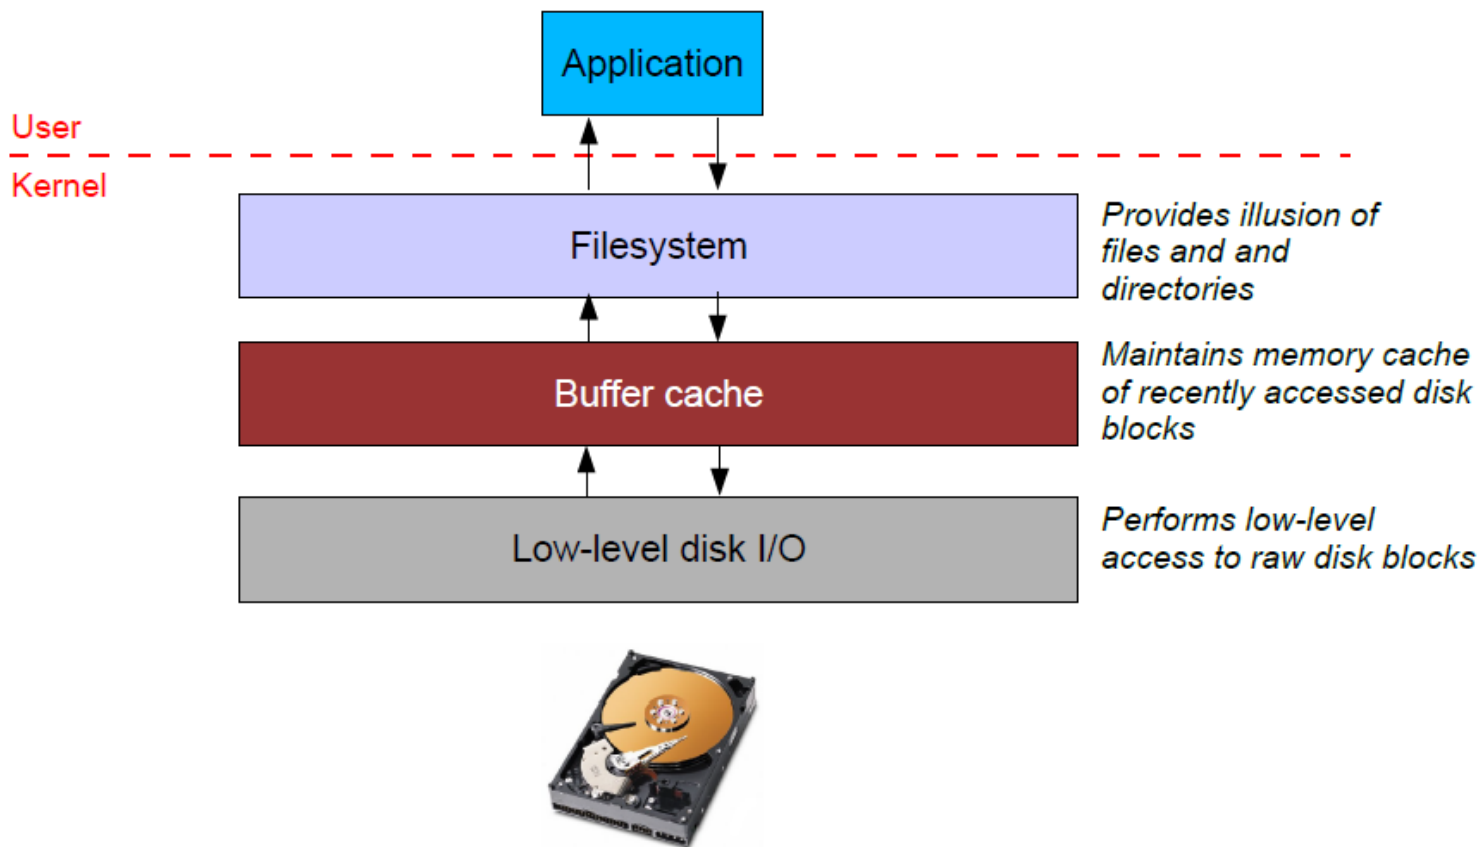 Application
User
Kernel
Filesystem
Provides illusion of
files and and
directories
Buffer cache
Maintains memory cache
of recently accessed disk
blocks
Low-level disk I/O
Performs low-level
access to raw disk blocks